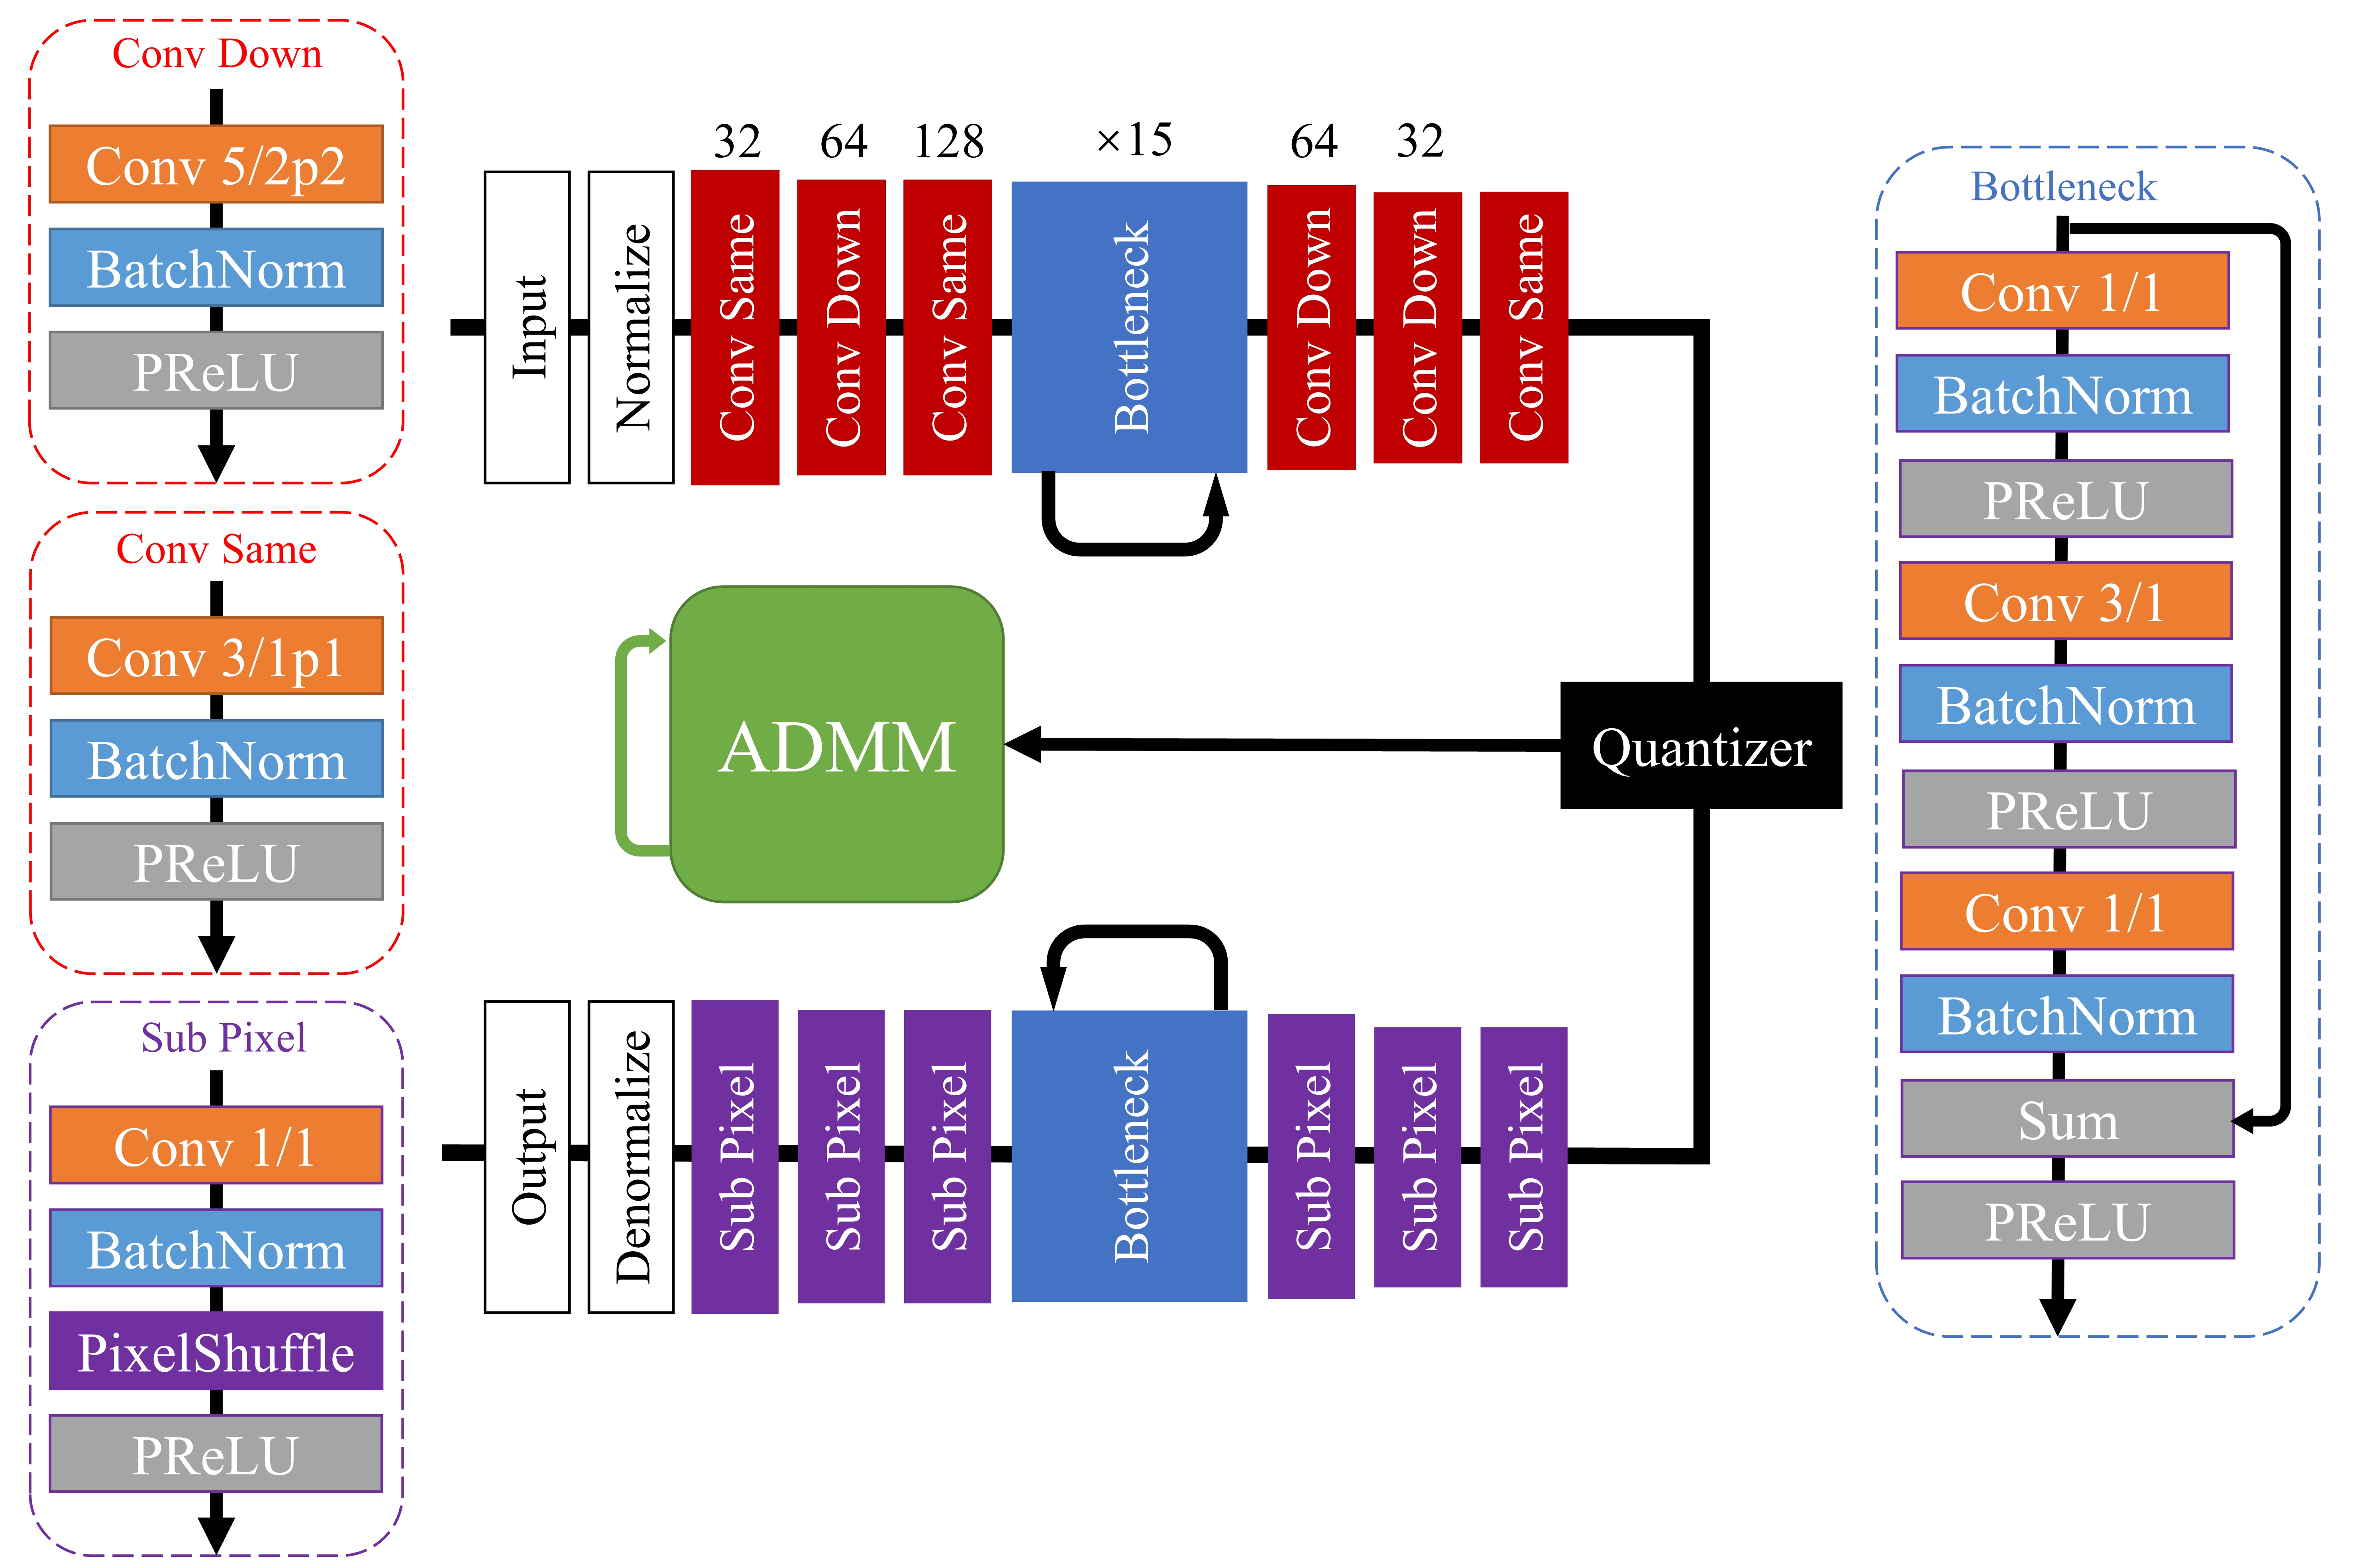 Conv Down
Conv 5/2p2
BatchNorm
PReLU
Conv Same
Conv 3/1p1
BatchNorm
PReLU
Sub Pixel
Conv 1/1
BatchNorm
PixelShuffle
PReLU
32
64
128
×15
64
32
Input
Normalize
Conv Same
Conv Down
Conv Same
Bottleneck
Conv Down
Conv Down
Conv Same
ADMM
Quantizer
Output
Denormalize
Sub Pixel
Sub Pixel
Sub Pixel
Bottleneck
Sub Pixel
Sub Pixel
Sub Pixel
Bottleneck
Conv 1/1
BatchNorm
PReLU
Conv 3/1
BatchNorm
PReLU
Conv 1/1
BatchNorm
Sum
PReLU